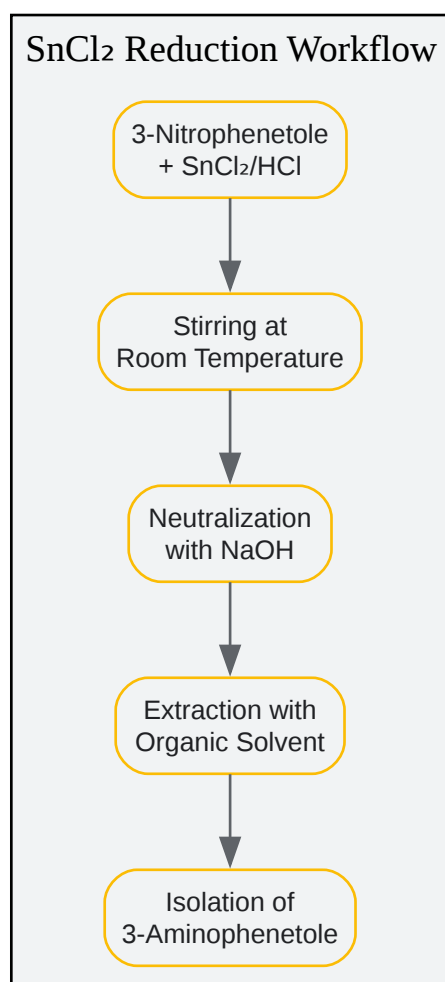 SnCl₂ Reduction Workflow
3-Nitrophenetole
+ SnCl₂/HCl
Stirring at
Room Temperature
Neutralization
with NaOH
Extraction with
Organic Solvent
Isolation of
3-Aminophenetole